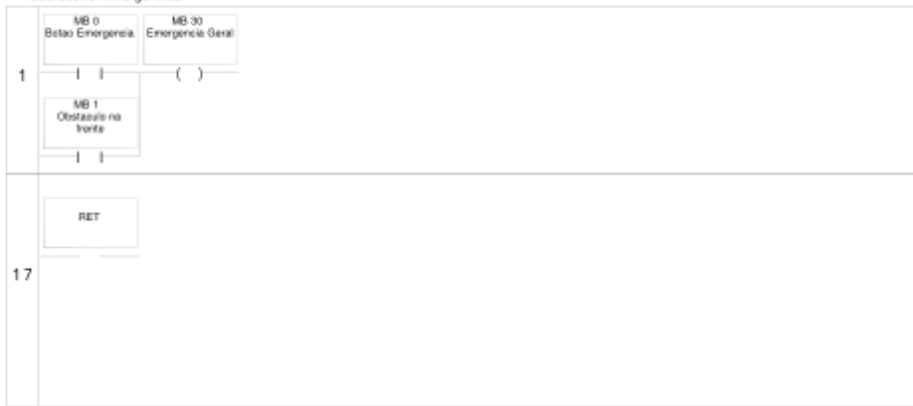 MB 0
Botao Emergencia
MB 30
Emergencia Geral
1
MB 1
Obstaculo na
frente
RET
17